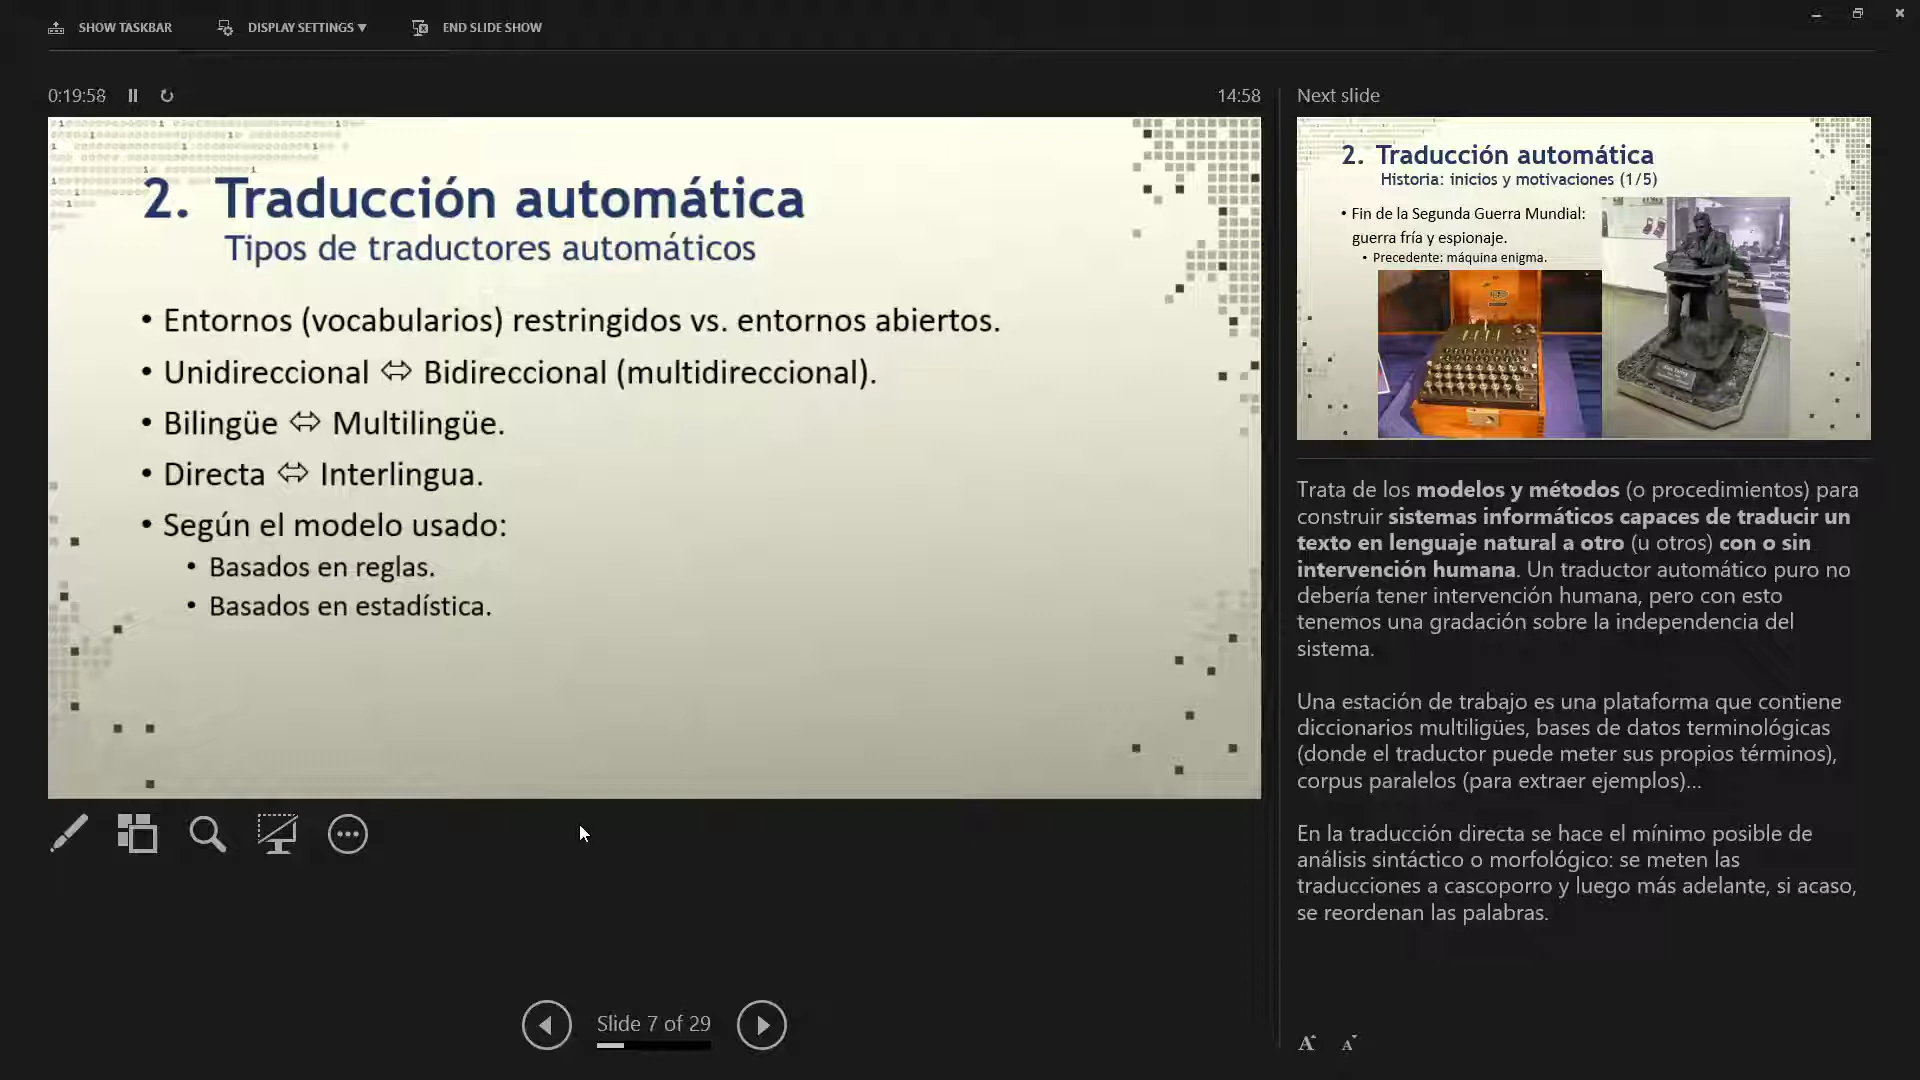 SHOW TASKBAR
DISPLAY SETTINGS ▼
END SLIDE SHOW
0:19:58
14:58
2. Traducción automática
Tipos de traductores automáticos
• Entornos (vocabularios) restringidos vs. entornos abiertos.
• Unidireccional ⇔ Bidireccional (multidireccional).
• Bilingüe ⇔ Multilingüe.
• Directa ⇔ Interlingua.
• Según el modelo usado:
• Basados en reglas.
• Basados en estadística.
Slide 7 of 29
Next slide
2. Traducción automática
Historia: inicios y motivaciones (1/5)
• Fin de la Segunda Guerra Mundial:
guerra fría y espionaje.
• Precedente: máquina enigma.
Trata de los modelos y métodos (o procedimientos) para
construir sistemas informáticos capaces de traducir un
texto en lenguaje natural a otro (u otros) con o sin
intervención humana. Un traductor automático puro no
debería tener intervención humana, pero con esto
tenemos una gradación sobre la independencia del
sistema.
Una estación de trabajo es una plataforma que contiene
diccionarios multiligües, bases de datos terminológicas
(donde el traductor puede meter sus propios términos),
corpus paralelos (para extraer ejemplos)...
En la traducción directa se hace el mínimo posible de
análisis sintáctico o morfológico: se meten las
traducciones a cascoporro y luego más adelante, si acaso,
se reordenan las palabras.
A A